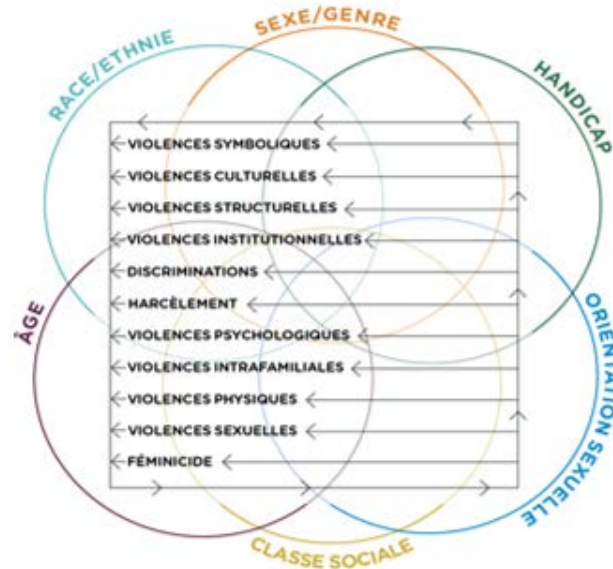 SEXE/GENRE
RACE/ETHNIE
HANDICAP
VIOLENCES SYMBOLIQUES
VIOLENCES CULTURELLES
VIOLENCES STRUCTURELLES
VIOLENCES INSTITUTIONNELLES
DISCRIMINATIONS
HARCÈLEMENT
VIOLENCES PSYCHOLOGIQUES
VIOLENCES INTRAFAMILIALES
VIOLENCES PHYSIQUES
VIOLENCES SEXUELLES
FÉMINICIDE
ÂGE
ORIENTATION SEXUELLE
CLASSE SOCIALE